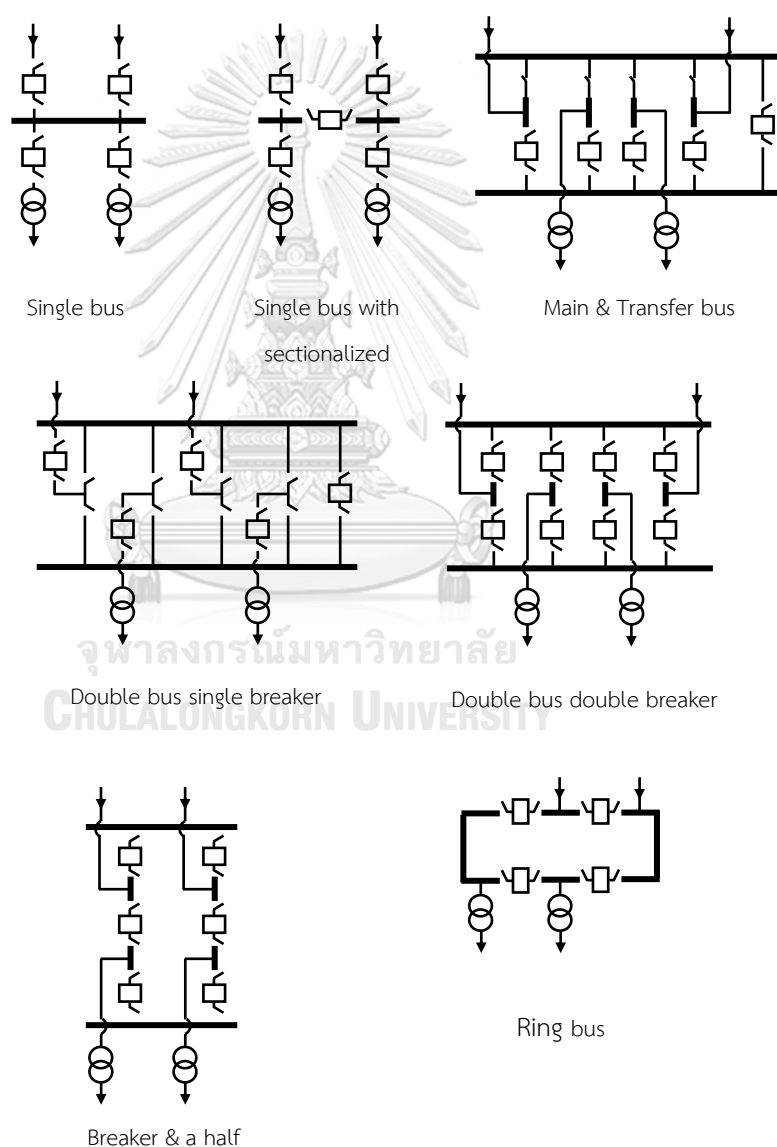 Single bus
Single bus with
sectionalized
Main & Transfer bus
Double bus single breaker
Double bus double breaker
จุฬาลงกรณ์มหาวิทยาลัย
CHULALONGKORN UNIVERSITY
Breaker & a half
Ring bus